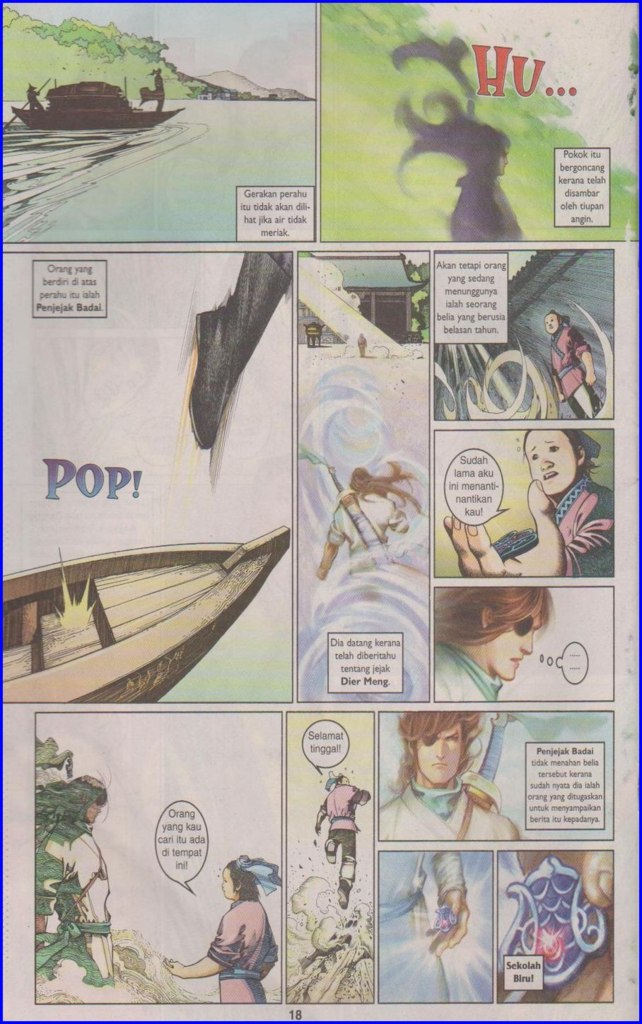 Gerakan perahu
itu tidak akan dili-
hat jika air tidak
meriak.
HU...
Pokok itu
bergoncang
kerana telah
disambar
oleh tiupan
angin.
Orang yang
berdiri di atas
perahu itu ialah
Penjejak Badai.
POP!
Dia datang kerana
telah diberitahu
tentang jejak
Dier Meng.
Akan tetapi orang
yang sedang
menunggunya
ialah seorang
belia yang berusia
belasan tahun.
Sudah
lama aku
ini menanti-
nantikan
kau!
.....
.....
Orang
yang kau
cari itu ada
di tempat
ini!
Selamat
tinggal!
Penjejak Badai
tidak menahan belia
tersebut kerana
sudah nyata dia ialah
orang yang ditugaskan
untuk menyampaikan
berita itu kepadanya.
Sekolah
Biru!
18